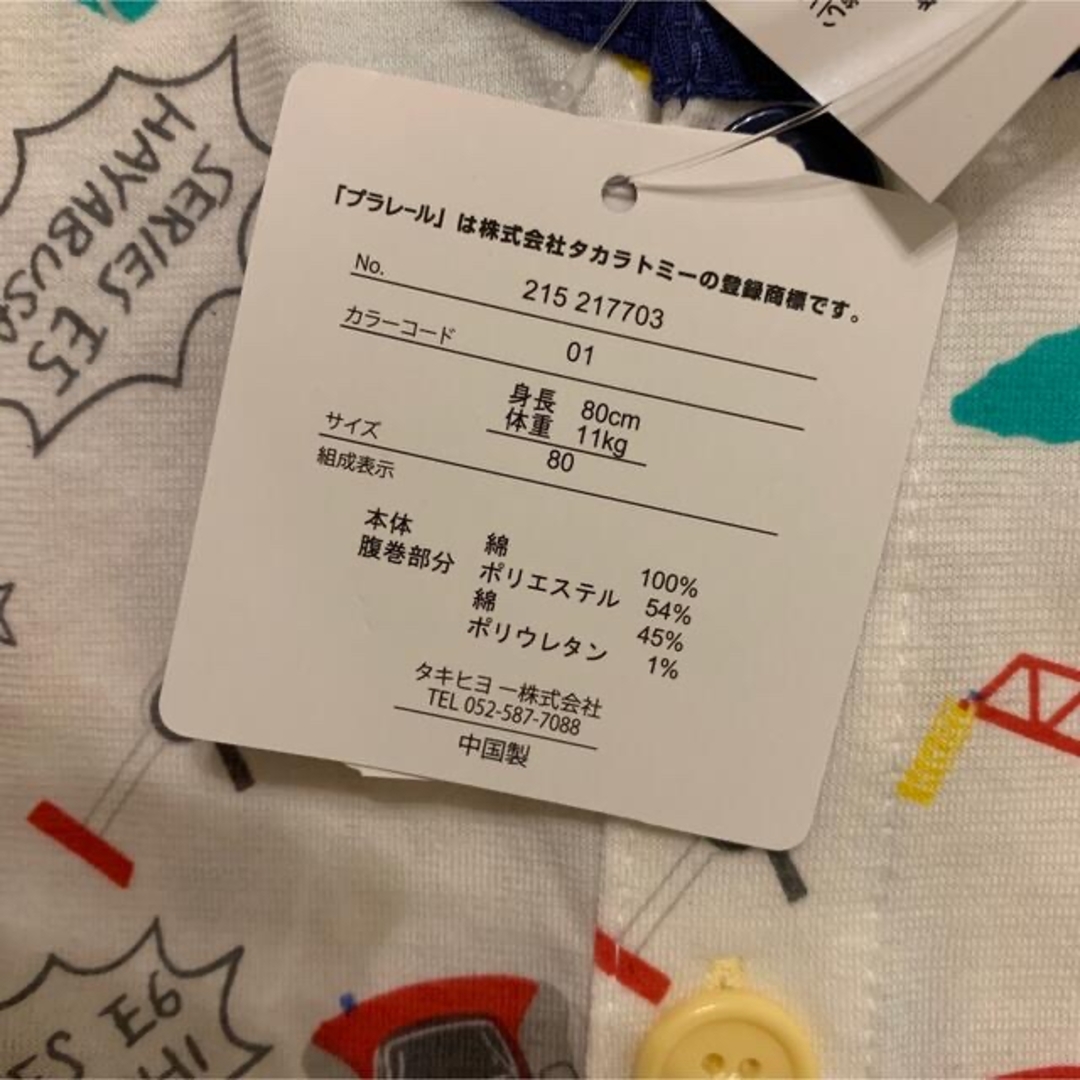 「プラレール」は株式会社タカラトミーの登録商標です。
No. 215 217703
カラーコード 01
身長 80cm
体重 11kg
サイズ 80
組成表示
本体 綿 100%
腹巻部分 ポリエステル 54%
綿 45%
ポリウレタン 1%
タキヒヨー株式会社
TEL 052-587-7088
中国製
SERIES E5
HAYABUS
E6